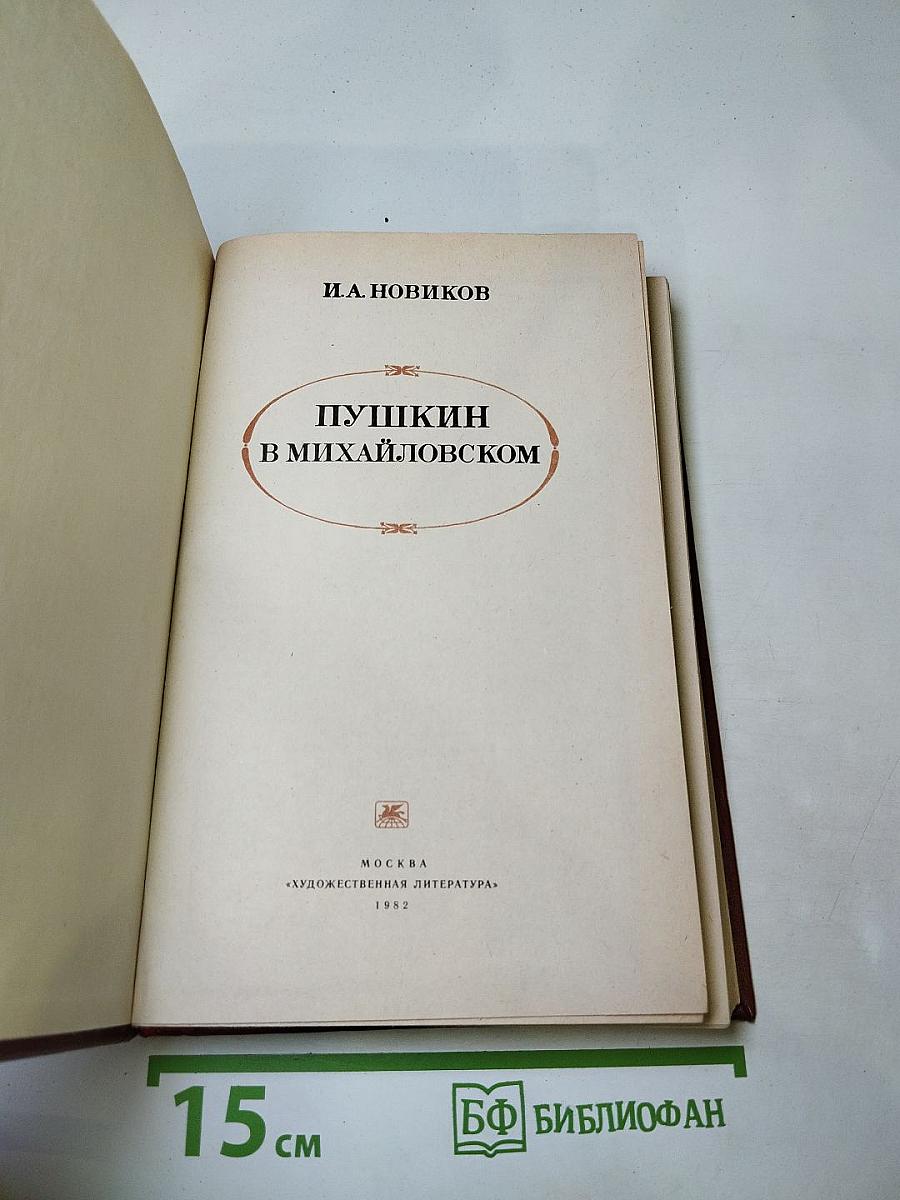 И.А. НОВИКОВ
ПУШКИН
В МИХАЙЛОВСКОМ
МОСКВА
«ХУДОЖЕСТВЕННАЯ ЛИТЕРАТУРА»
1982
15 см
БФ БИБЛИОФАН